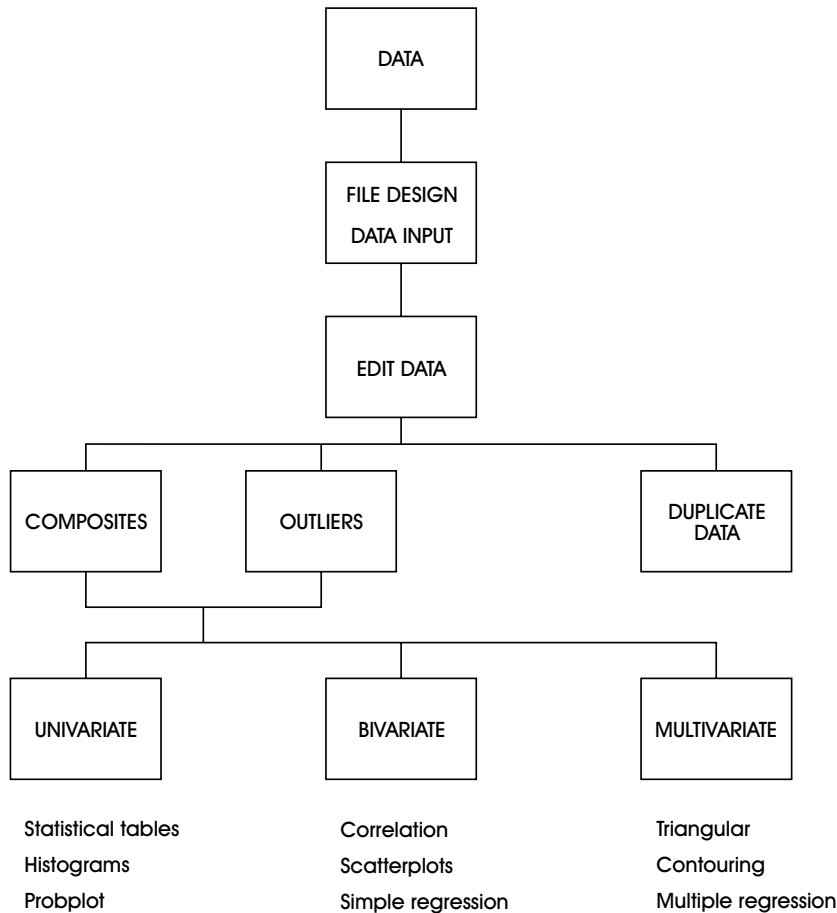 DATA
FILE DESIGN
DATA INPUT
EDIT DATA
COMPOSITES
OUTLIERS
DUPLICATE
DATA
UNIVARIATE
BIVARIATE
MULTIVARIATE
Statistical tables
Histograms
Probplot
Correlation
Scatterplots
Simple regression
Triangular
Contouring
Multiple regression